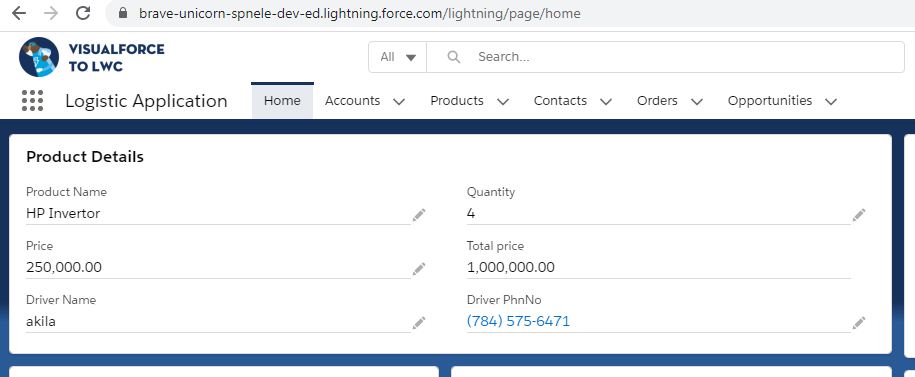 brave-unicorn-spnele-dev-ed.lightning.force.com/lightning/page/home
VISUALFORCE
TO LWC
All Search...
Logistic Application Home Accounts Products Contacts Orders Opportunities
Product Details
Product Name Quantity
HP Invertor 4
Price Total price
250,000.00 1,000,000.00
Driver Name Driver PhnNo
akila (784) 575-6471